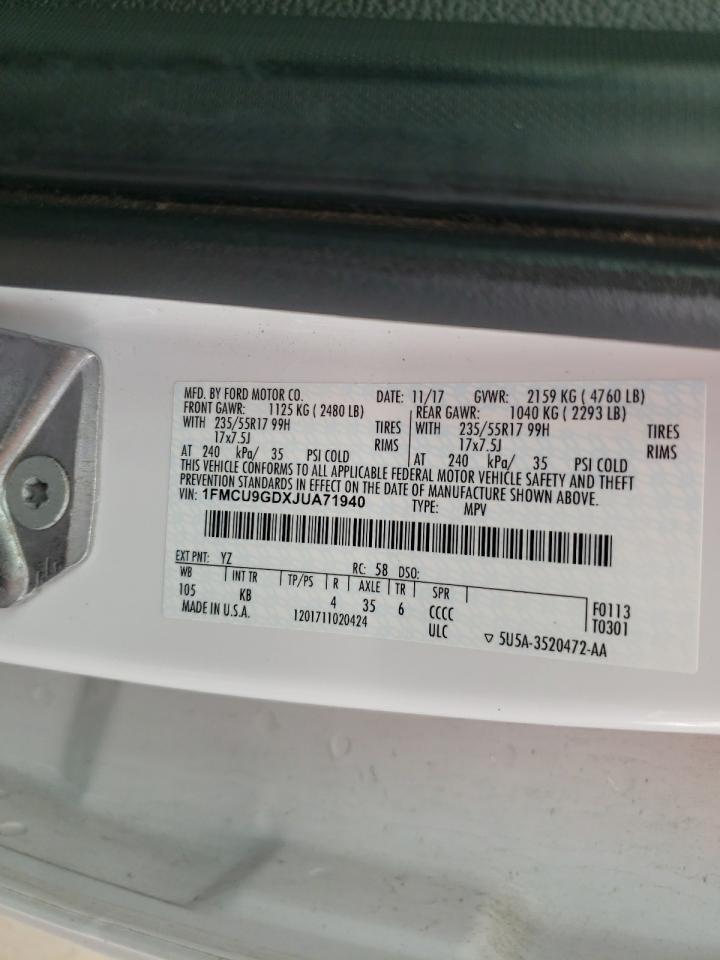 MFD. BY FORD MOTOR CO. DATE: 11/17 GVWR: 2159 KG ( 4760 LB)
FRONT GAWR: 1125 KG ( 2480 LB) REAR GAWR: 1040 KG ( 2293 LB)
WITH 235/55R17 99H TIRES WITH 235/55R17 99H TIRES
17x7.5J RIMS 17x7.5J RIMS
AT 240 kPa/ 35 PSI COLD AT 240 kPa/ 35 PSI COLD
THIS VEHICLE CONFORMS TO ALL APPLICABLE FEDERAL MOTOR VEHICLE SAFETY AND THEFT
PREVENTION STANDARDS IN EFFECT ON THE DATE OF MANUFACTURE SHOWN ABOVE.
VIN: 1FMCU9GDXJUA71940 TYPE: MPV
EXT PNT: YZ RC: 58 DSO:
WB INT TR TP/PS R AXLE TR SPR
105 KB 4 35 6 CCCC F0113
MADE IN U.S.A. 1201711020424 ULC T0301
▽ 5U5A-3520472-AA